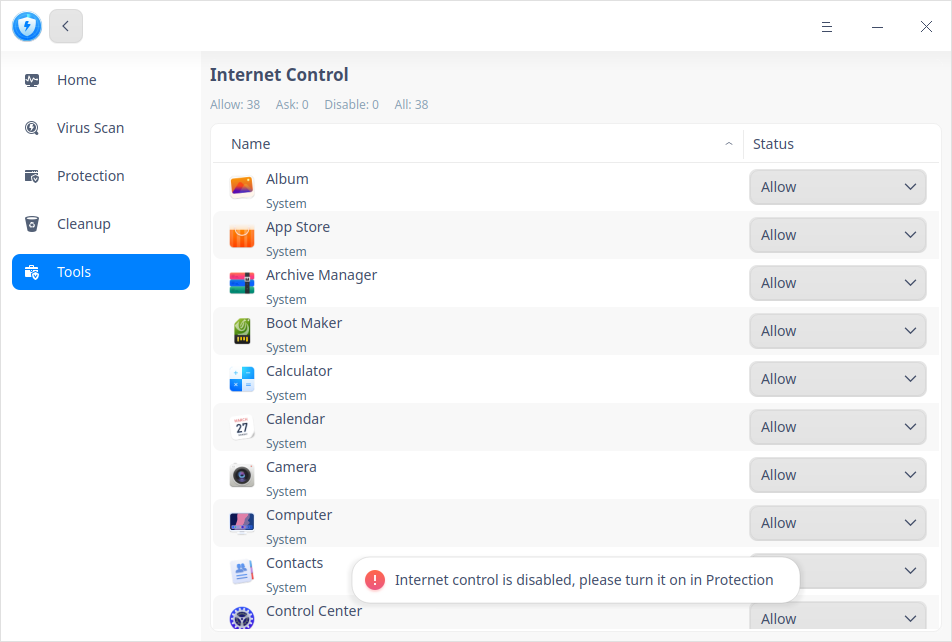 Home
Virus Scan
Protection
Cleanup
Tools
Internet Control
Allow: 38 Ask: 0 Disable: 0 All: 38
Name Status
Album
System
Allow
App Store
System
Allow
Archive Manager
System
Allow
Boot Maker
System
Allow
Calculator
System
Allow
27
Calendar
System
Allow
Camera
System
Allow
Computer
System
Allow
Contacts
System
Internet control is disabled, please turn it on in Protection
Control Center
Allow